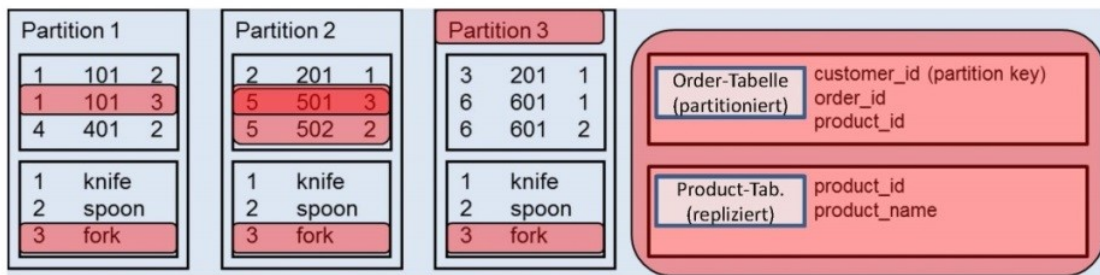 Partition 1
1 101 2
1 101 3
4 401 2
1 knife
2 spoon
3 fork
Partition 2
2 201 1
5 501 3
5 502 2
1 knife
2 spoon
3 fork
Partition 3
3 201 1
6 601 1
6 601 2
1 knife
2 spoon
3 fork
Order-Tabelle
(partitioniert)
customer_id (partition key)
order_id
product_id
Product-Tab.
(repliziert)
product_id
product_name